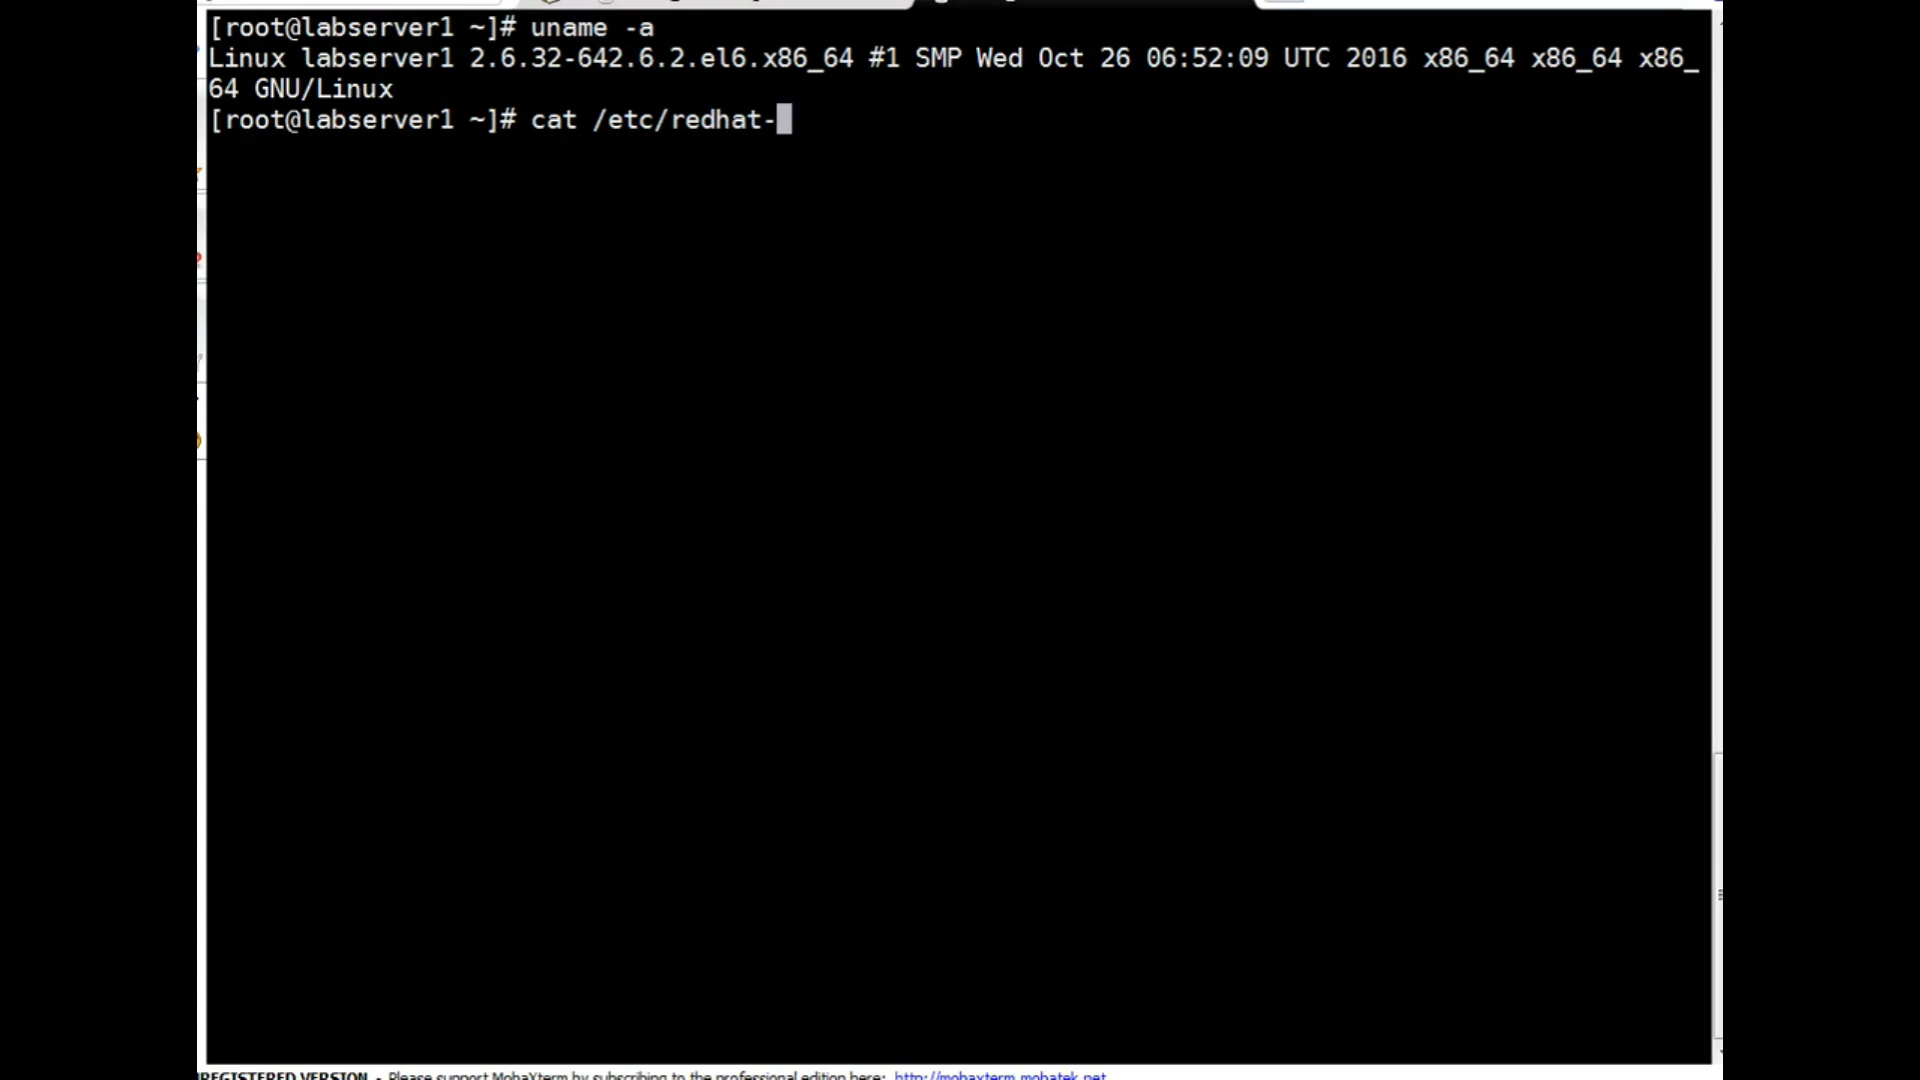 [root@labserver1 ~]# uname -a
Linux labserver1 2.6.32-642.6.2.el6.x86_64 #1 SMP Wed Oct 26 06:52:09 UTC 2016 x86_64 x86_64 x86_
64 GNU/Linux
[root@labserver1 ~]# cat /etc/redhat-
REGISTERED VERSION - Please support MobaXterm by subscribing to the professional edition here: http://mobaxterm.mobatek.net